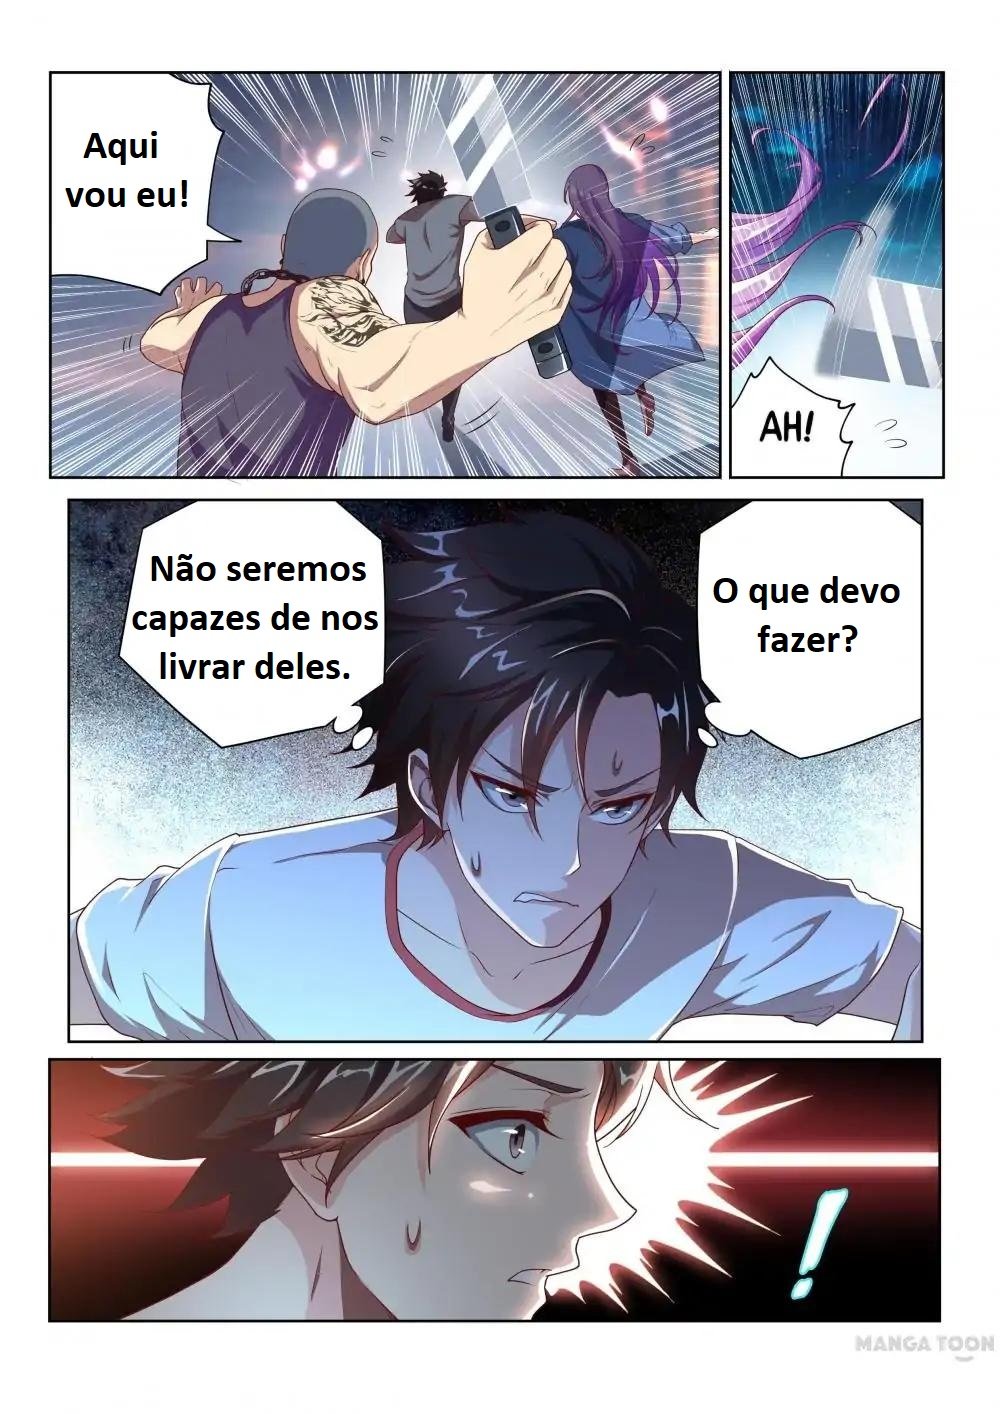 Aqui
vou eu!
AH!
Não seremos
capazes de nos
livrar deles.
O que devo
fazer?
!
MANGA TOON